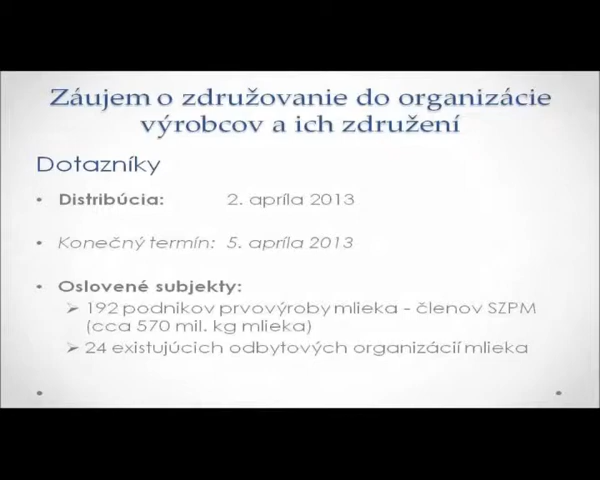 Záujem o združovanie do organizácie
výrobcov a ich združení
Dotazníky
• Distribúcia: 2. apríla 2013
• Konečný termín: 5. apríla 2013
• Oslovené subjekty:
➢ 192 podnikov prvovýroby mlieka - členov SZPM
(cca 570 mil. kg mlieka)
➢ 24 existujúcich odbytových organizácií mlieka